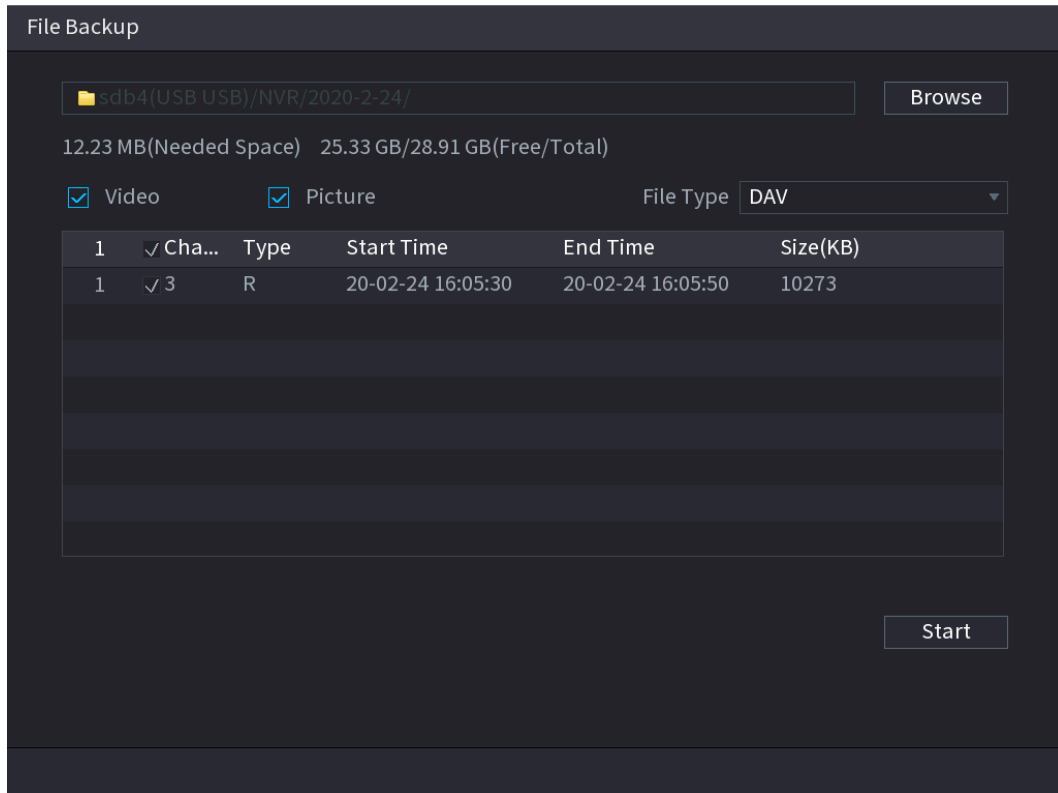 File Backup
sdb4(USB USB)/NVR/2020-2-24/ Browse
12.23 MB(Needed Space) 25.33 GB/28.91 GB(Free/Total)
Video Picture File Type DAV
1 Cha... Type Start Time End Time Size(KB)
1 3 R 20-02-24 16:05:30 20-02-24 16:05:50 10273
Start